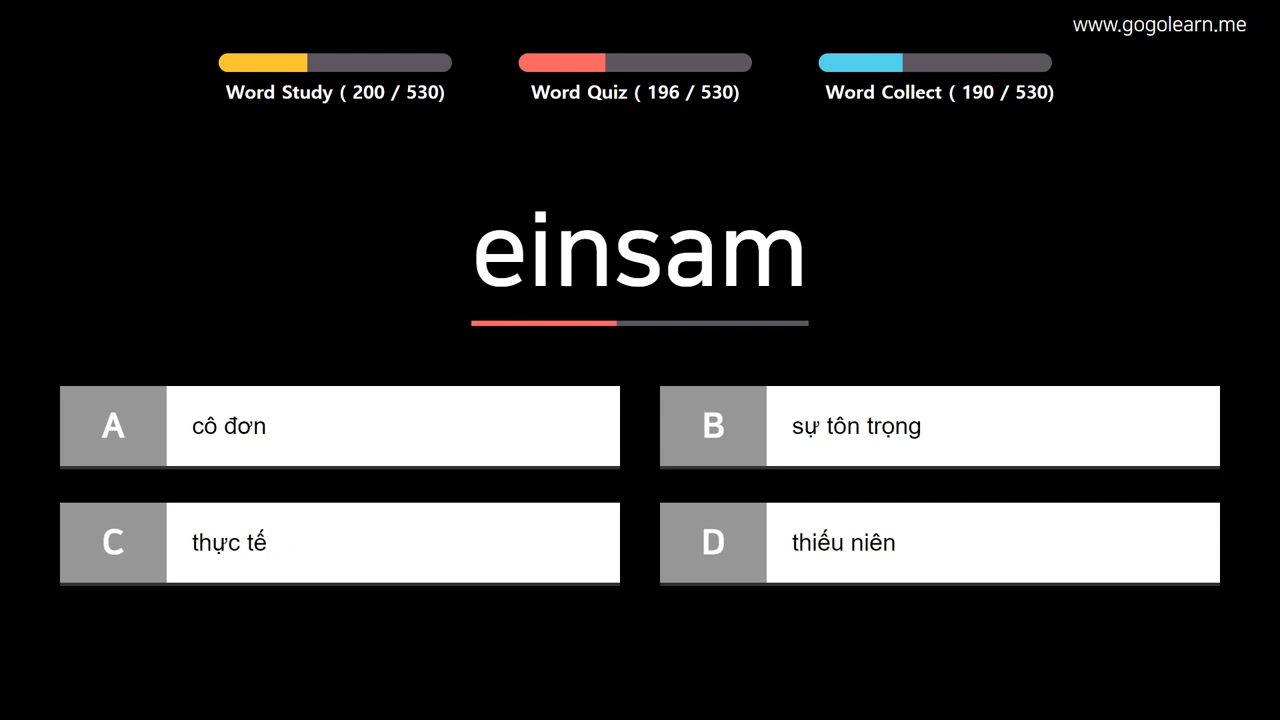 www.gogolearn.me
Word Study ( 200 / 530)
Word Quiz ( 196 / 530)
Word Collect ( 190 / 530)
einsam
A cô đơn
B sự tôn trọng
C thực tế
D thiếu niên